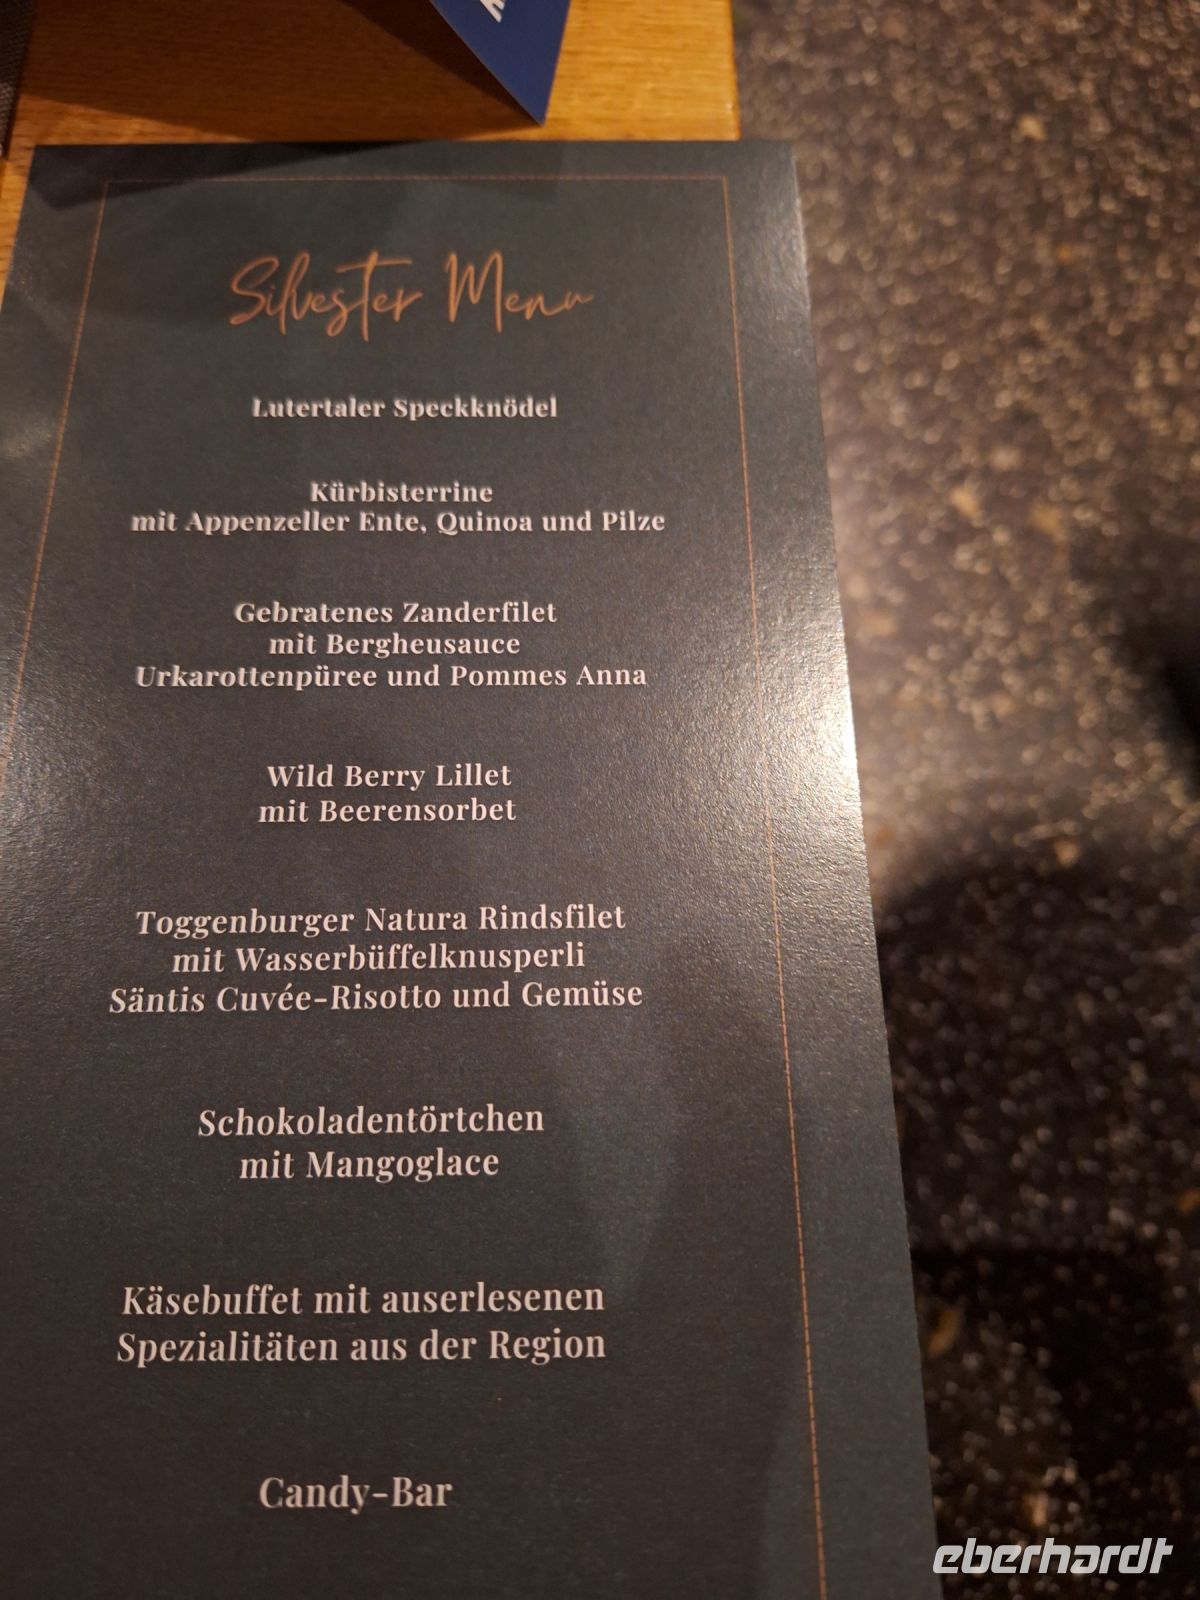 Silvester Menu
Lutertaler Speckknödel
Kürbisterrine
mit Appenzeller Ente, Quinoa und Pilze
Gebratenes Zanderfilet
mit Bergheusauce
Urkarottenpüree und Pommes Anna
Wild Berry Lillet
mit Beerensorbet
Toggenburger Natura Rindsfilet
mit Wasserbüffelknusperli
Säntis Cuvée-Risotto und Gemüse
Schokoladentörtchen
mit Mangoglace
Käsebuffet mit auserlesenen
Spezialitäten aus der Region
Candy-Bar
eberhardt